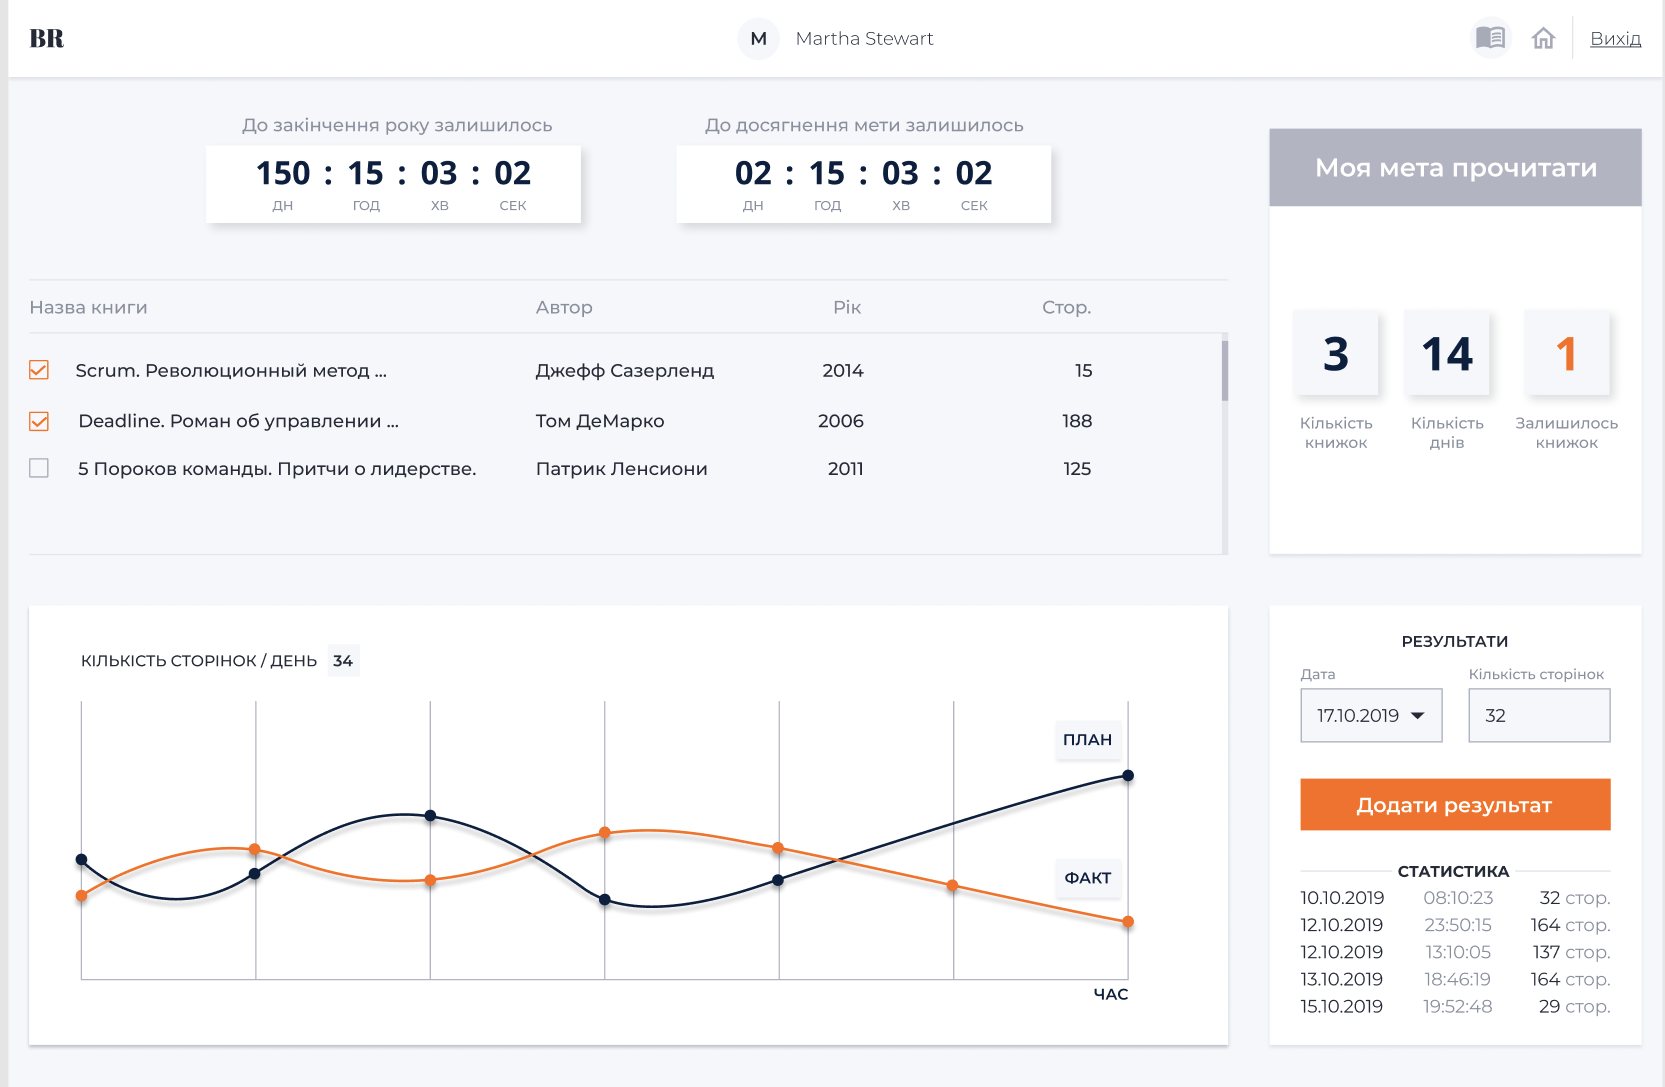 BR
M Martha Stewart
Вихід
До закінчення року залишилось
150 : 15 : 03 : 02
ДН ГОД ХВ СЕК
До досягнення мети залишилось
02 : 15 : 03 : 02
ДН ГОД ХВ СЕК
Моя мета прочитати
3 14 1
Кількість книжок
Кількість днів
Залишилось книжок
Назва книги Автор Рік Стор.
Scrum. Революционный метод ... Джефф Сазерленд 2014 15
Deadline. Роман об управлении ... Том ДеМарко 2006 188
5 Пороков команды. Притчи о лидерстве. Патрик Ленсиони 2011 125
КІЛЬКІСТЬ СТОРІНОК / ДЕНЬ 34
ПЛАН
ФАКТ
ЧАС
РЕЗУЛЬТАТИ
Дата Кількість сторінок
17.10.2019 32
Додати результат
СТАТИСТИКА
10.10.2019 08:10:23 32 стор.
12.10.2019 23:50:15 164 стор.
12.10.2019 13:10:05 137 стор.
13.10.2019 18:46:19 164 стор.
15.10.2019 19:52:48 29 стор.